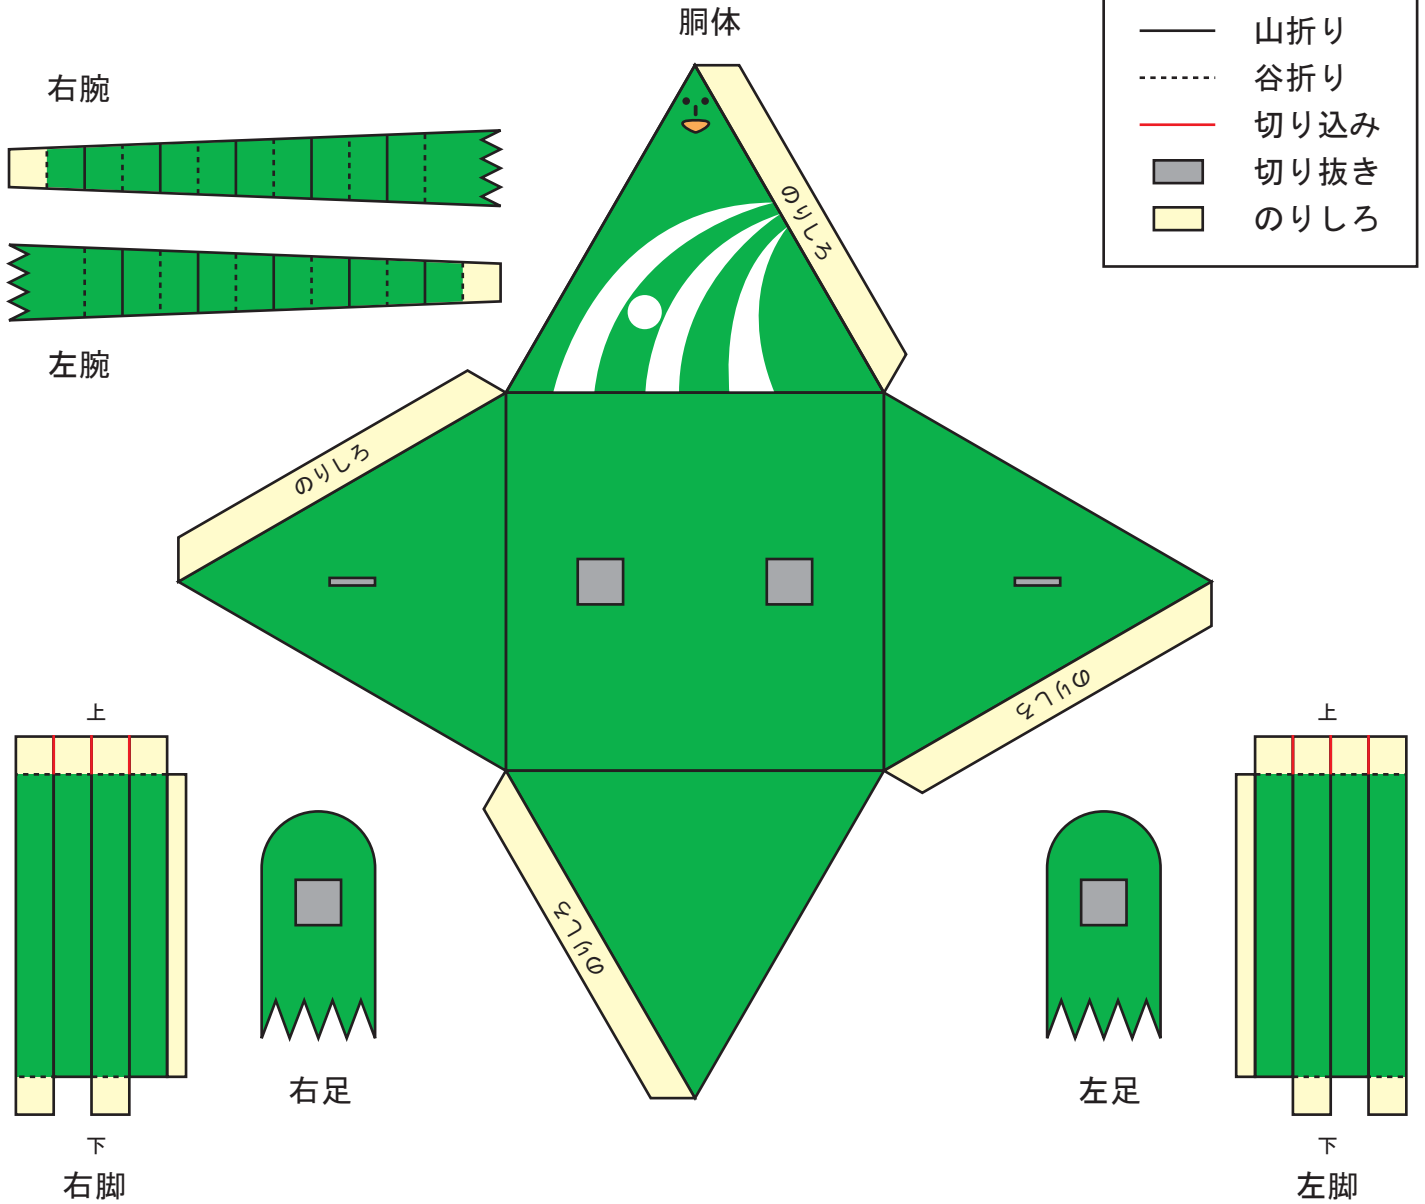 胴体
山折り
谷折り
切り込み
切り抜き
のりしろ
右腕
左腕
のりしろ
のりしろ
のりしろ
のりしろ
上
下
右脚
右足
左足
上
下
左脚